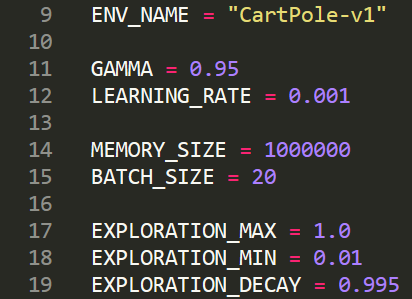 9 ENV_NAME = "CartPole-v1"
10
11 GAMMA = 0.95
12 LEARNING_RATE = 0.001
13
14 MEMORY_SIZE = 1000000
15 BATCH_SIZE = 20
16
17 EXPLORATION_MAX = 1.0
18 EXPLORATION_MIN = 0.01
19 EXPLORATION_DECAY = 0.995